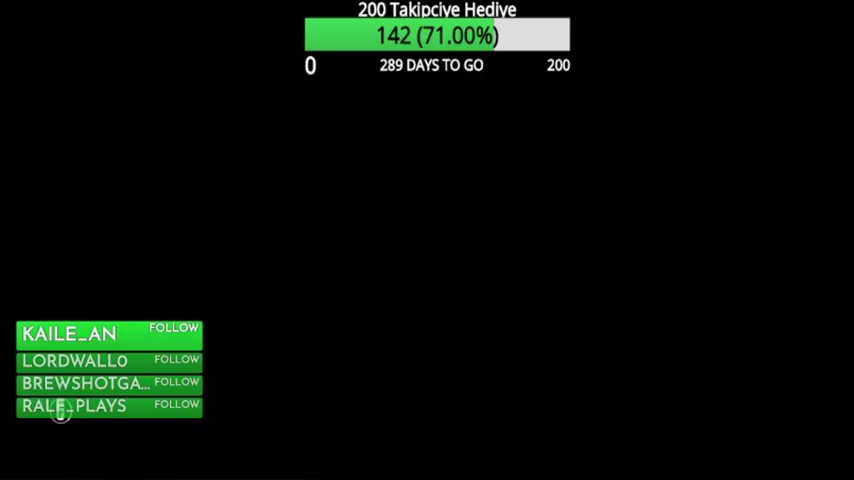 200 Takipciye Hediye
142 (71.00%)
0 289 DAYS TO GO 200
KAILE_AN FOLLOW
LORDWALL0 FOLLOW
BREWSHOTGA... FOLLOW
RALF_PLAYS FOLLOW